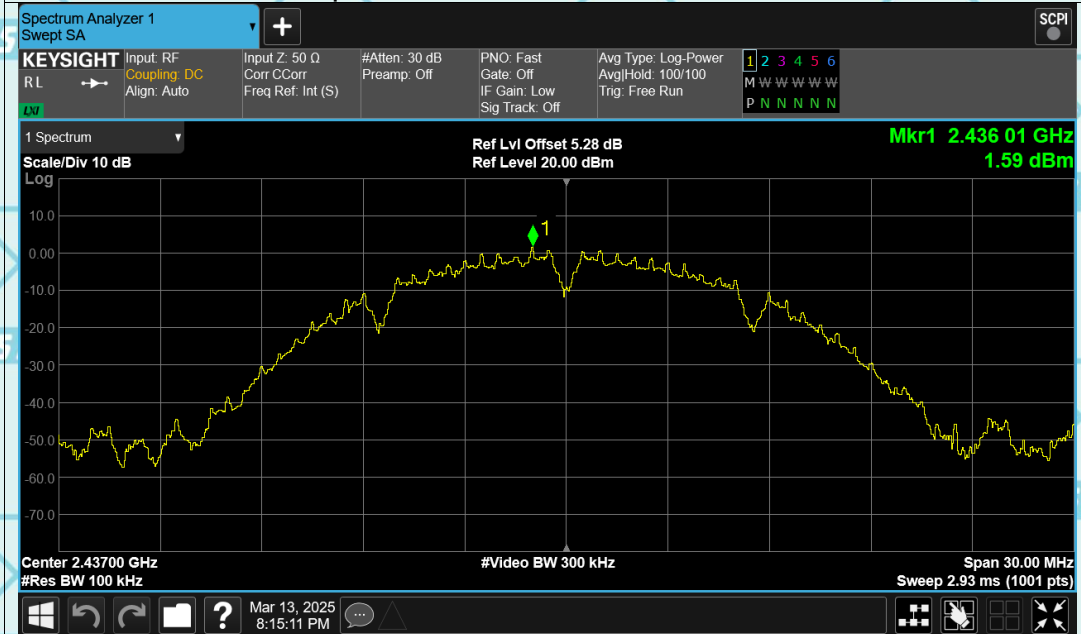 Spectrum Analyzer 1
Swept SA
+
SCPI
KEYSIGHT
R L
LXI
Input: RF
Coupling: DC
Align: Auto
Input Z: 50 Ω
Corr CCorr
Freq Ref: Int (S)
#Atten: 30 dB
Preamp: Off
PNO: Fast
Gate: Off
IF Gain: Low
Sig Track: Off
Avg Type: Log-Power
Avg|Hold: 100/100
Trig: Free Run
1 2 3 4 5 6
M W W W W W
P N N N N N
1 Spectrum
Scale/Div 10 dB
Log
Ref Lvl Offset 5.28 dB
Ref Level 20.00 dBm
Mkr1 2.436 01 GHz
1.59 dBm
1
10.0
0.00
-10.0
-20.0
-30.0
-40.0
-50.0
-60.0
-70.0
Center 2.43700 GHz
#Res BW 100 kHz
#Video BW 300 kHz
Span 30.00 MHz
Sweep 2.93 ms (1001 pts)
?
Mar 13, 2025
8:15:11 PM